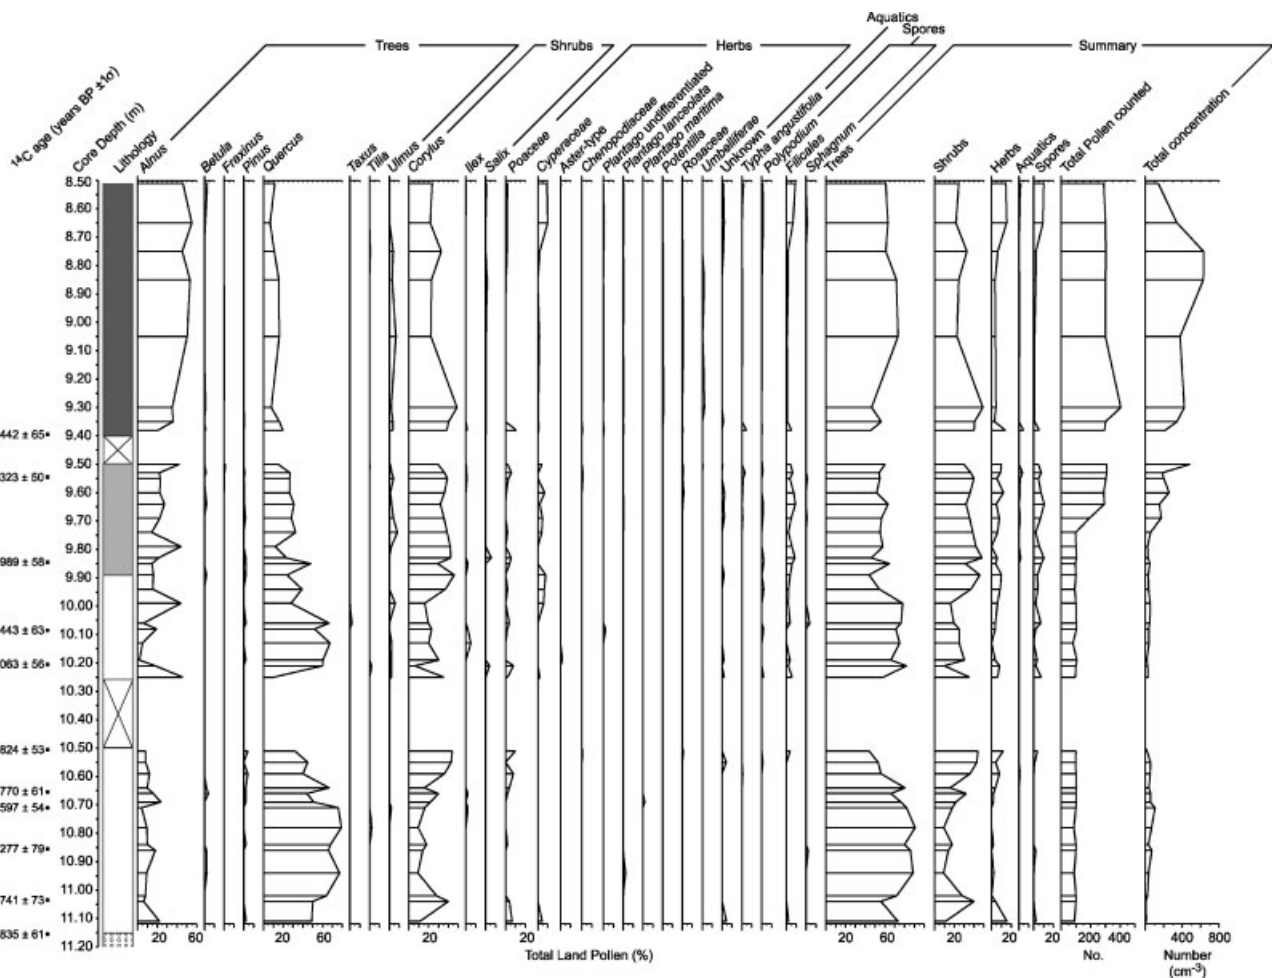 Aquatics
Spores
Trees
Shrubs
Herbs
Summary
14C age (years BP ±1σ)
Core Depth (m)
Lithology
Alnus
Betula
Fraxinus
Pinus
Quercus
Taxus
Tilia
Ulmus
Corylus
Ilex
Salix
Poaceae
Cyperaceae
Aster-type
Chenopodiaceae
Plantago undifferentiated
Plantago lanceolata
Plantago maritima
Potentilla
Rosaceae
Umbelliferae
Unknown
Typha angustifolia
Polypodium
Filicales
Sphagnum
Trees
Shrubs
Herbs
Aquatics
Spores
Total Pollen counted
Total concentration
8.50
8.60
8.70
8.80
8.90
9.00
9.10
9.20
9.30
442 ± 65 9.40
9.50
323 ± 50
9.60
9.70
9.80
989 ± 58
9.90
10.00
443 ± 63 10.10
063 ± 56 10.20
10.30
10.40
824 ± 53 10.50
10.60
770 ± 61
597 ± 54 10.70
10.80
277 ± 79
10.90
11.00
741 ± 73
11.10
835 ± 61
11.20
20 60 20 60 20 20 20 60 20 20 20 20 200 400 400 800
Total Land Pollen (%)
No. Number
(cm-3)